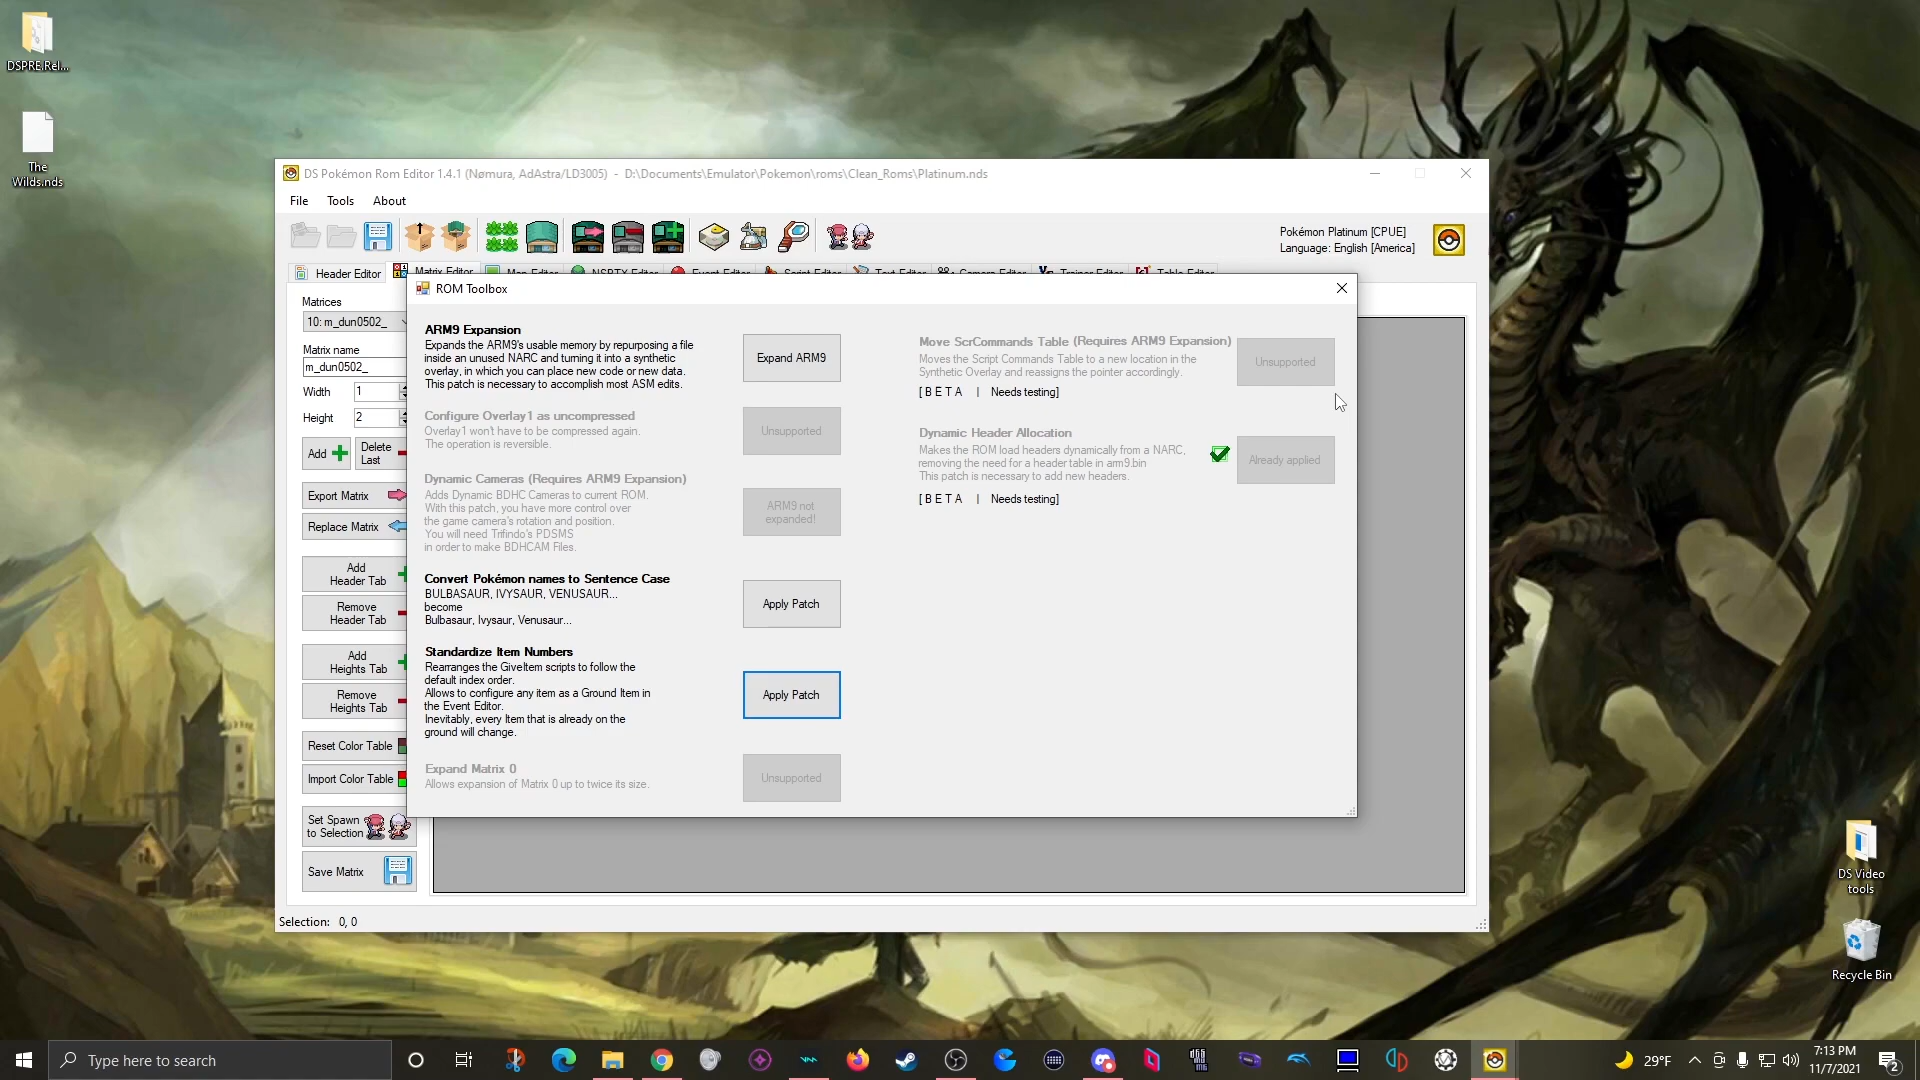 DSPRE.Rel...
The
Wilds.nds
DS Pokémon Rom Editor 1.4.1 (Nømura, AdAstra/LD3005)  -  D:\Documents\Emulator\Pokemon\roms\Clean_Roms\Platinum.nds
File Tools About
Pokémon Platinum [CPUE]
Language: English [America]
Header Editor Matrix Editor Map Editor NSBTX Editor Event Editor Script Editor Text Editor Camera Editor Trainer Editor Table Editor
Matrices
10: m_dun0502_
Matrix name
m_dun0502_
Width 1
Height 2
Add
Delete
Last
Export Matrix
Replace Matrix
Add
Header Tab
Remove
Header Tab
Add
Heights Tab
Remove
Heights Tab
Reset Color Table
Import Color Table
Set Spawn
to Selection
Save Matrix
Selection: 0, 0
ROM Toolbox
ARM9 Expansion
Expands the ARM9's usable memory by repurposing a file
inside an unused NARC and turning it into a synthetic
overlay, in which you can place new code or new data.
This patch is necessary to accomplish most ASM edits.
Expand ARM9
Configure Overlay1 as uncompressed
Overlay1 won't have to be compressed again.
The operation is reversible.
Unsupported
Dynamic Cameras (Requires ARM9 Expansion)
Adds Dynamic BDHC Cameras to current ROM.
With this patch, you have more control over
the game camera's rotation and position.
You will need Trifindo's PDSMS
in order to make BDHCAM Files.
ARM9 not
expanded!
Convert Pokémon names to Sentence Case
BULBASAUR, IVYSAUR, VENUSAUR...
become
Bulbasaur, Ivysaur, Venusaur...
Apply Patch
Standardize Item Numbers
Rearranges the GiveItem scripts to follow the
default index order.
Allows to configure any item as a Ground Item in
the Event Editor.
Inevitably, every Item that is already on the
ground will change.
Apply Patch
Expand Matrix 0
Allows expansion of Matrix 0 up to twice its size.
Unsupported
Move ScrCommands Table (Requires ARM9 Expansion)
Moves the Script Commands Table to a new location in the
Synthetic Overlay and reassigns the pointer accordingly.
[ B E T A | Needs testing]
Unsupported
Dynamic Header Allocation
Makes the ROM load headers dynamically from a NARC,
removing the need for a header table in arm9.bin
This patch is necessary to add new headers.
[ B E T A | Needs testing]
Already applied
DS Video
tools
Recycle Bin
Type here to search
29°F
7:13 PM
11/7/2021
2